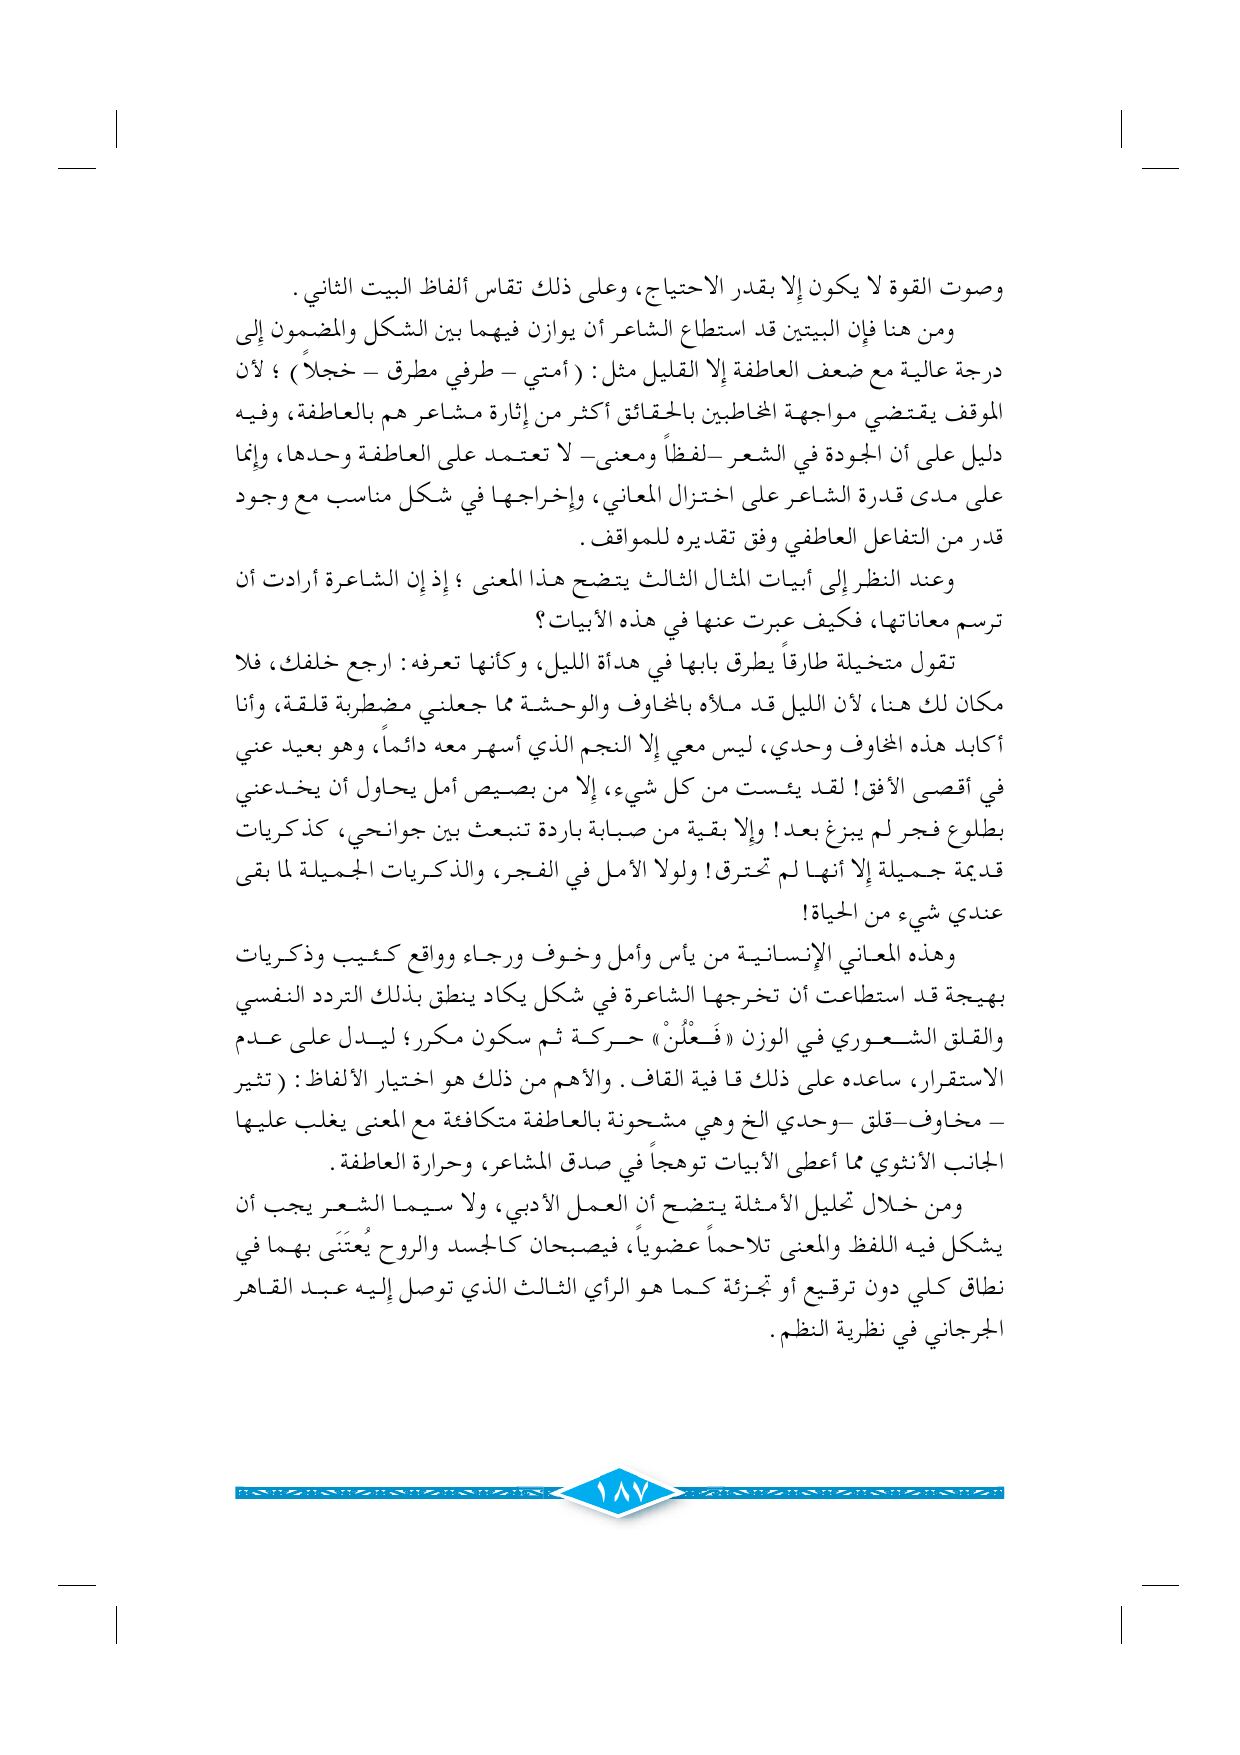 وصوت القوة لا يكون إلا بقدر الاحتياج، وعلى ذلك تقاس ألفاظ البيت الثاني.
ومن هنا فإن البيتين قد استطاع الشاعر أن يوازن فيهما بين الشكل والمضمون إلى
درجة عالية مع ضعف العاطفة إلا القليل مثل: (أمتي – طرفي مطرق – خجلاً) ؛ لأن
الموقف يقتضي مواجهة المخاطبين بالحقائق أكثر من إثارة مشاعر هم بالعاطفة، وفيه
دليل على أن الجودة في الشعر –لفظاً ومعنى– لا تعتمد على العاطفة وحدها، وإنما
على مدى قدرة الشاعر على اختزال المعاني، وإخراجها في شكل مناسب مع وجود
قدر من التفاعل العاطفي وفق تقديره للمواقف.
وعند النظر إلى أبيات المثال الثالث يتضح هذا المعنى ؛ إذ إن الشاعرة أرادت أن
ترسم معاناتها، فكيف عبرت عنها في هذه الأبيات؟
تقول متخيلة طارقاً يطرق بابها في هدأة الليل، وكأنها تعرفه: ارجع خلفك، فلا
مكان لك هنا، لأن الليل قد ملأه بالمخاوف والوحشة مما جعلني مضطربة قلقة، وأنا
أكابد هذه المخاوف وحدي، ليس معي إلا النجم الذي أسهر معه دائماً، وهو بعيد عني
في أقصى الأفق! لقد يئست من كل شيء، إلا من بصيص أمل يحاول أن يخدعني
بطلوع فجر لم يبزغ بعد! وإلا بقية من صبابة باردة تنبعث بين جوانحي، كذكريات
قديمة جميلة إلا أنها لم تحترق! ولولا الأمل في الفجر، والذكريات الجميلة لما بقى
عندي شيء من الحياة!
وهذه المعاني الإنسانية من يأس وأمل وخوف ورجاء وواقع كئيب وذكريات
بهيجة قد استطاعت أن تخرجها الشاعرة في شكل يكاد ينطق بذلك التردد النفسي
والقلق الشعوري في الوزن «فَعْلُنْ» حركة ثم سكون مكرر؛ ليدل على عدم
الاستقرار، ساعده على ذلك قا فية القاف. والأهم من ذلك هو اختيار الألفاظ: (تثير
– مخاوف–قلق –وحدي الخ وهي مشحونة بالعاطفة متكافئة مع المعنى يغلب عليها
الجانب الأنثوي مما أعطى الأبيات توهجاً في صدق المشاعر، وحرارة العاطفة.
ومن خلال تحليل الأمثلة يتضح أن العمل الأدبي، ولا سيما الشعر يجب أن
يشكل فيه اللفظ والمعنى تلاحماً عضوياً، فيصبحان كالجسد والروح يُعتَنَى بهما في
نطاق كلي دون ترقيع أو تجزئة كما هو الرأي الثالث الذي توصل إليه عبد القاهر
الجرجاني في نظرية النظم.
١٨٧